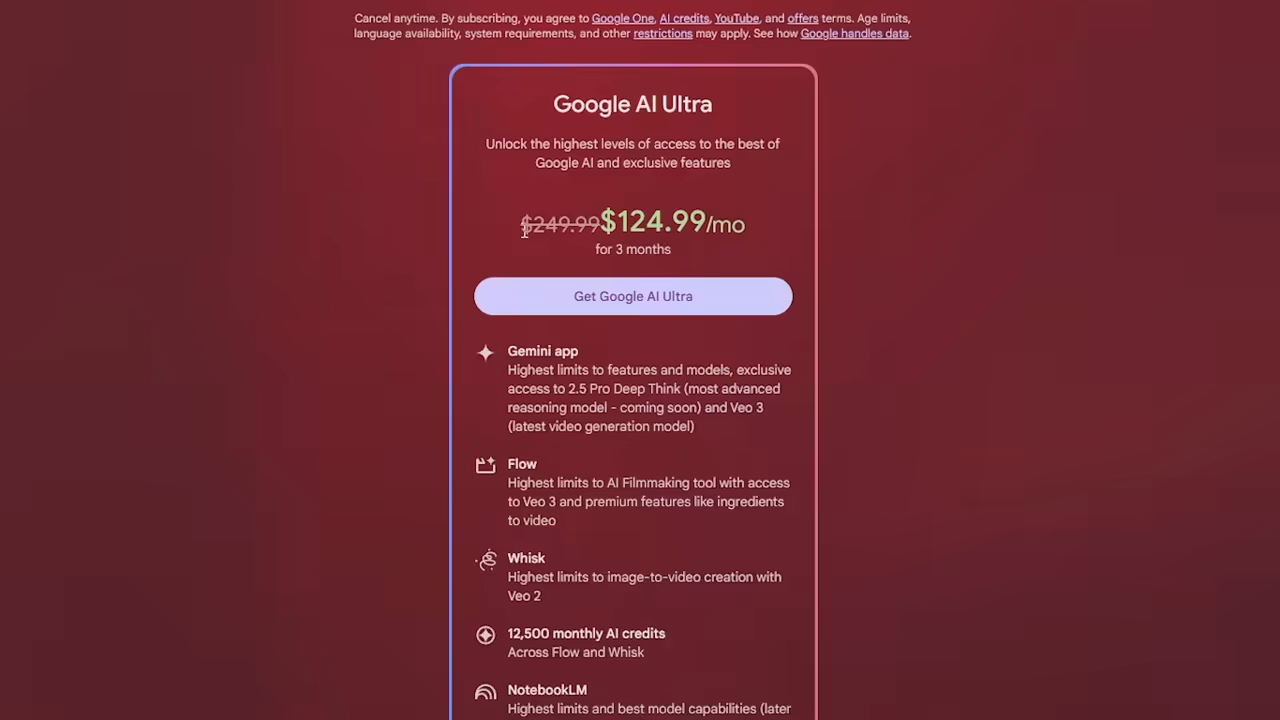 Cancel anytime. By subscribing, you agree to Google One, AI credits, YouTube, and offers terms. Age limits,
language availability, system requirements, and other restrictions may apply. See how Google handles data.
Google AI Ultra
Unlock the highest levels of access to the best of
Google AI and exclusive features
$249.99 $124.99/mo
for 3 months
Get Google AI Ultra
Gemini app
Highest limits to features and models, exclusive
access to 2.5 Pro Deep Think (most advanced
reasoning model - coming soon) and Veo 3
(latest video generation model)
Flow
Highest limits to AI Filmmaking tool with access
to Veo 3 and premium features like ingredients
to video
Whisk
Highest limits to image-to-video creation with
Veo 2
12,500 monthly AI credits
Across Flow and Whisk
NotebookLM
Highest limits and best model capabilities (later